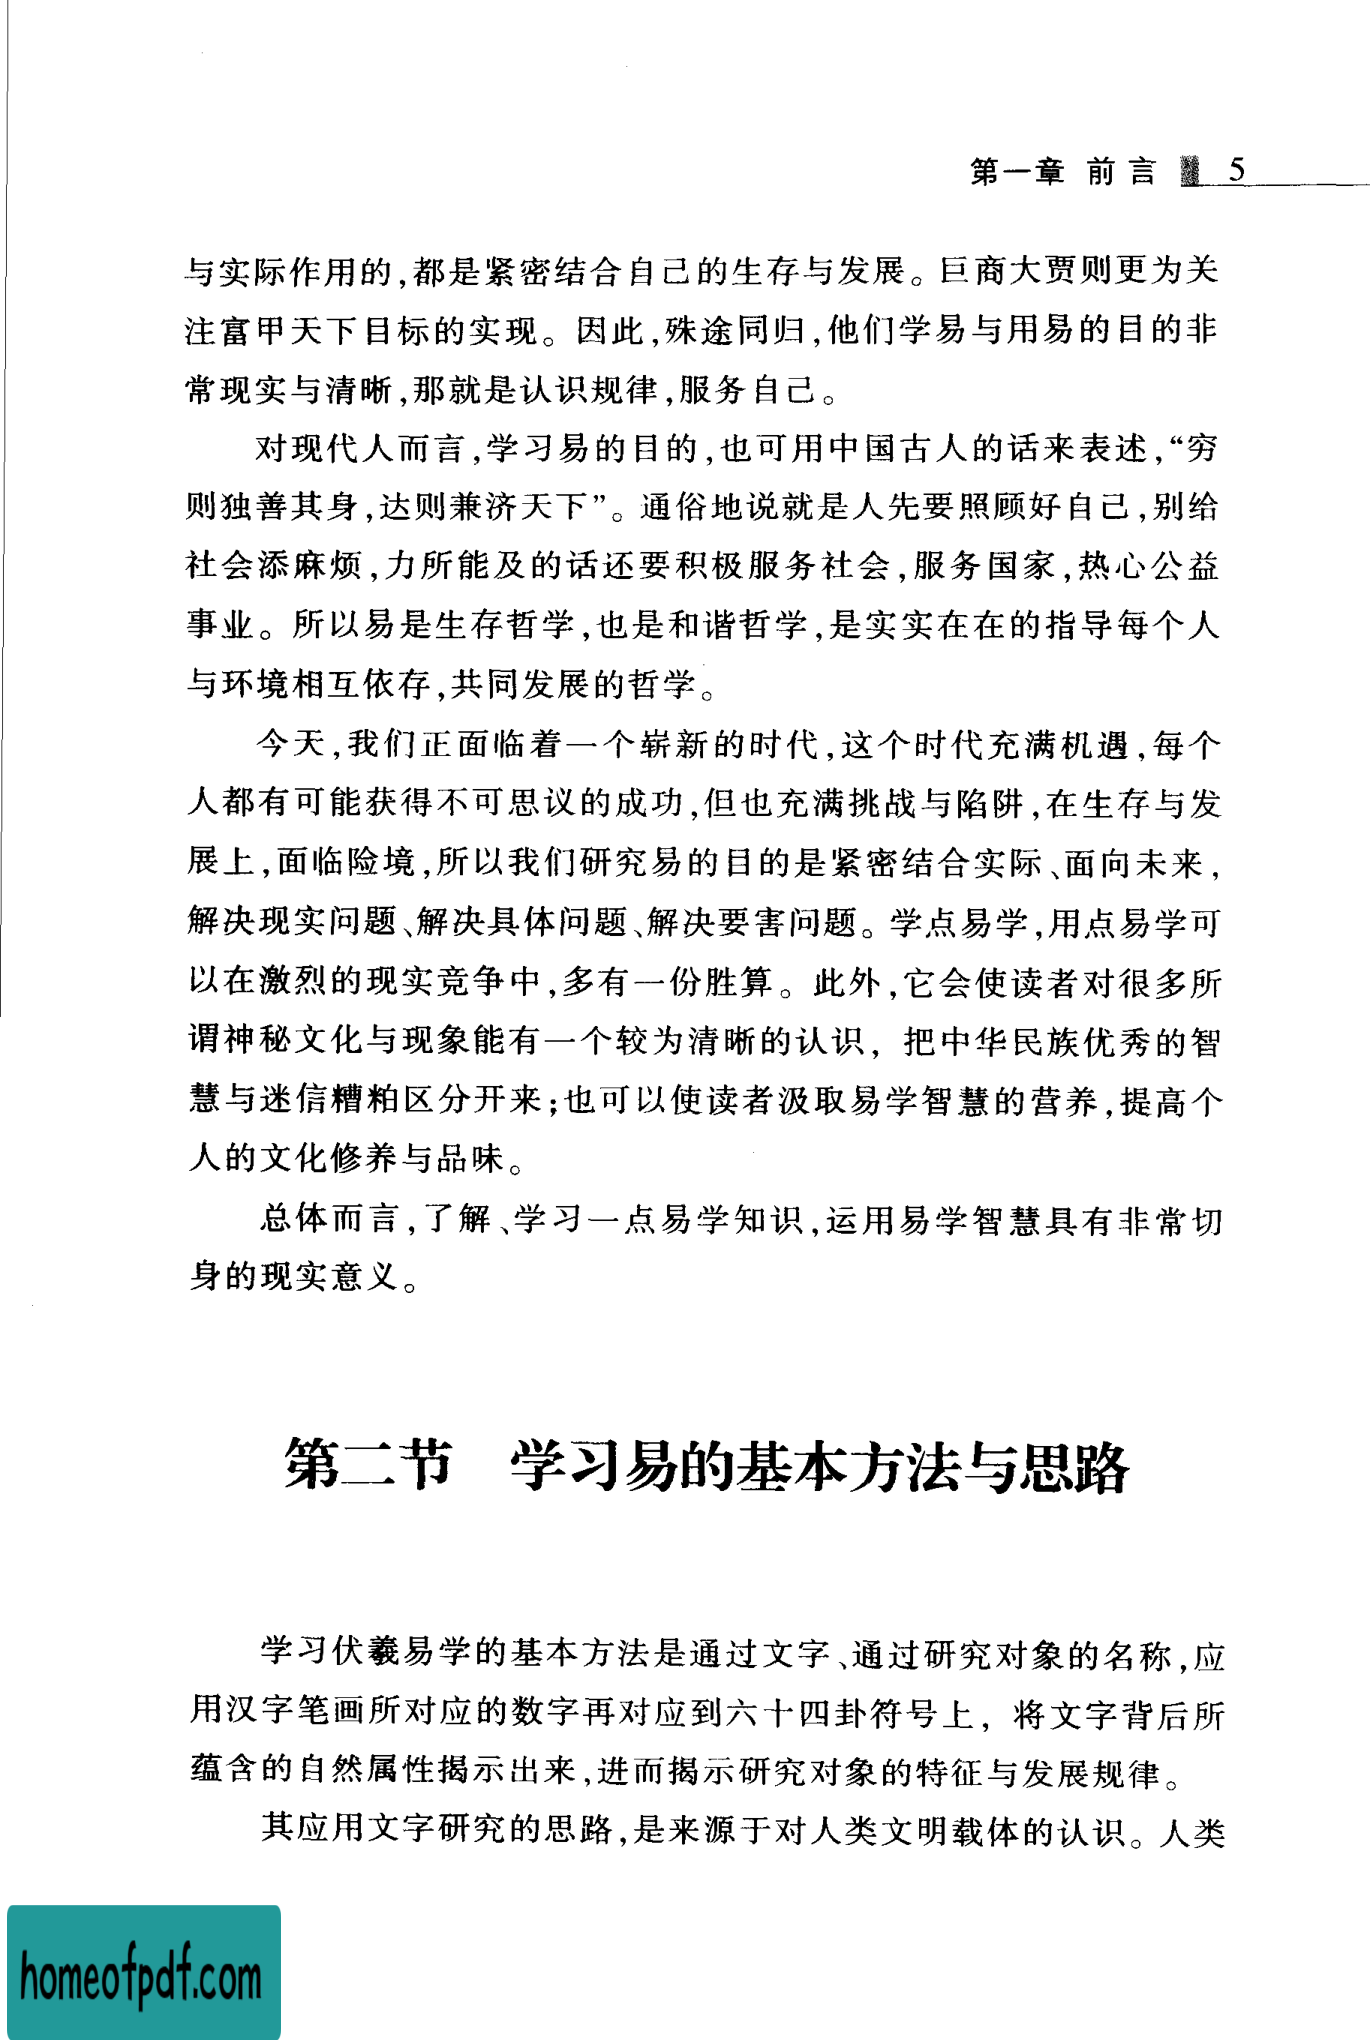 第一章 前言 5
与实际作用的,都是紧密结合自己的生存与发展。巨商大贾则更为关
注富甲天下目标的实现。因此,殊途同归,他们学易与用易的目的非
常现实与清晰,那就是认识规律,服务自己。
对现代人而言,学习易的目的,也可用中国古人的话来表述,“穷
则独善其身,达则兼济天下”。通俗地说就是人先要照顾好自己,别给
社会添麻烦,力所能及的话还要积极服务社会,服务国家,热心公益
事业。所以易是生存哲学,也是和谐哲学,是实实在在的指导每个人
与环境相互依存,共同发展的哲学。
今天,我们正面临着一个崭新的时代,这个时代充满机遇,每个
人都有可能获得不可思议的成功,但也充满挑战与陷阱,在生存与发
展上,面临险境,所以我们研究易的目的是紧密结合实际、面向未来,
解决现实问题、解决具体问题、解决要害问题。学点易学,用点易学可
以在激烈的现实竞争中,多有一份胜算。此外,它会使读者对很多所
谓神秘文化与现象能有一个较为清晰的认识,把中华民族优秀的智
慧与迷信糟粕区分开来;也可以使读者汲取易学智慧的营养,提高个
人的文化修养与品味。
总体而言,了解、学习一点易学知识,运用易学智慧具有非常切
身的现实意义。
第二节 学习易的基本方法与思路
学习伏羲易学的基本方法是通过文字、通过研究对象的名称,应
用汉字笔画所对应的数字再对应到六十四卦符号上,将文字背后所
蕴含的自然属性揭示出来,进而揭示研究对象的特征与发展规律。
其应用文字研究的思路,是来源于对人类文明载体的认识。人类
homeofpdf.com